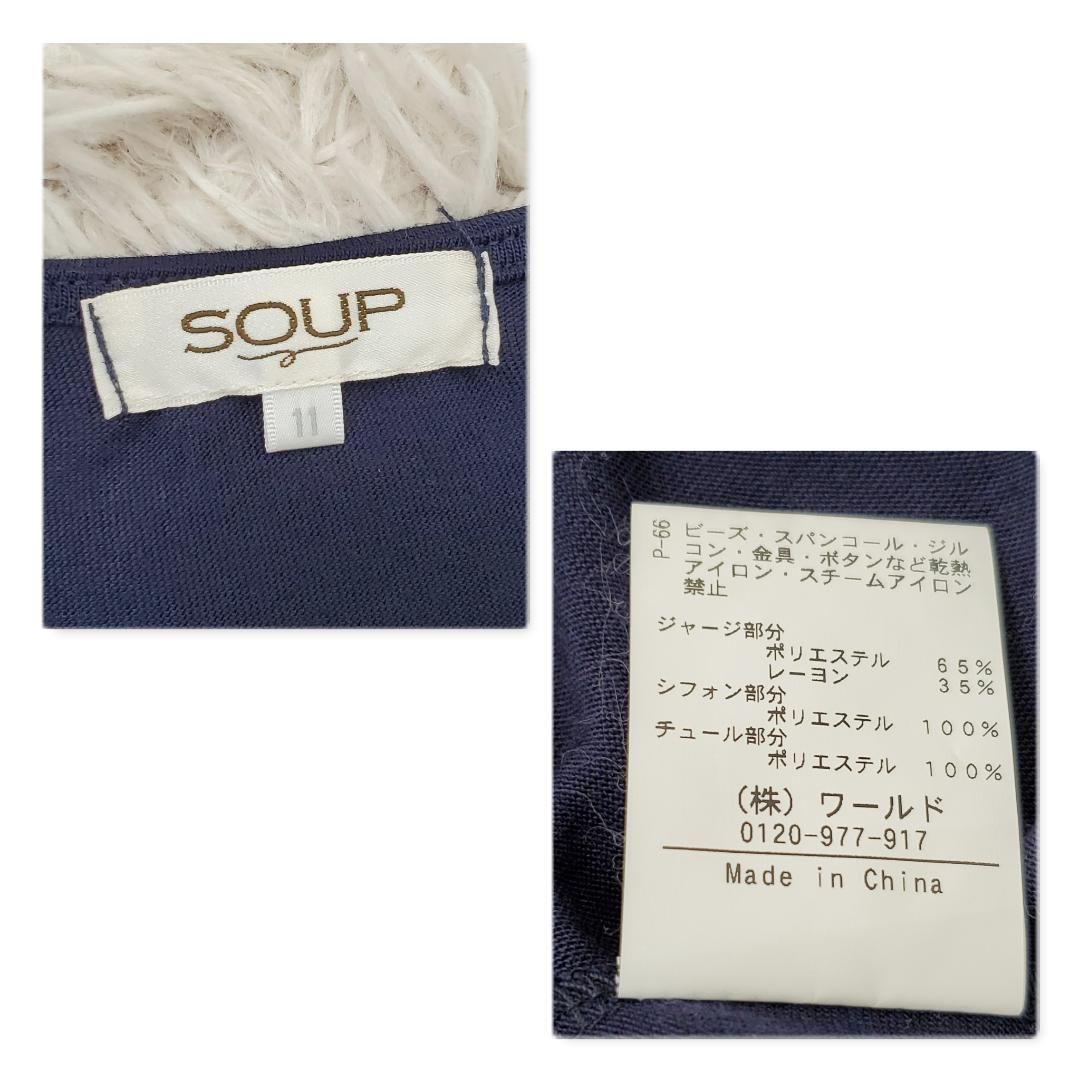 SOUP
11
P-66
ビーズ・スパンコール・ジル
コン・金具・ボタンなど乾熱
アイロン・スチームアイロン
禁止
ジャージ部分
ポリエステル 65%
レーヨン 35%
シフォン部分
ポリエステル 100%
チュール部分
ポリエステル 100%
(株)ワールド
0120-977-917
Made in China